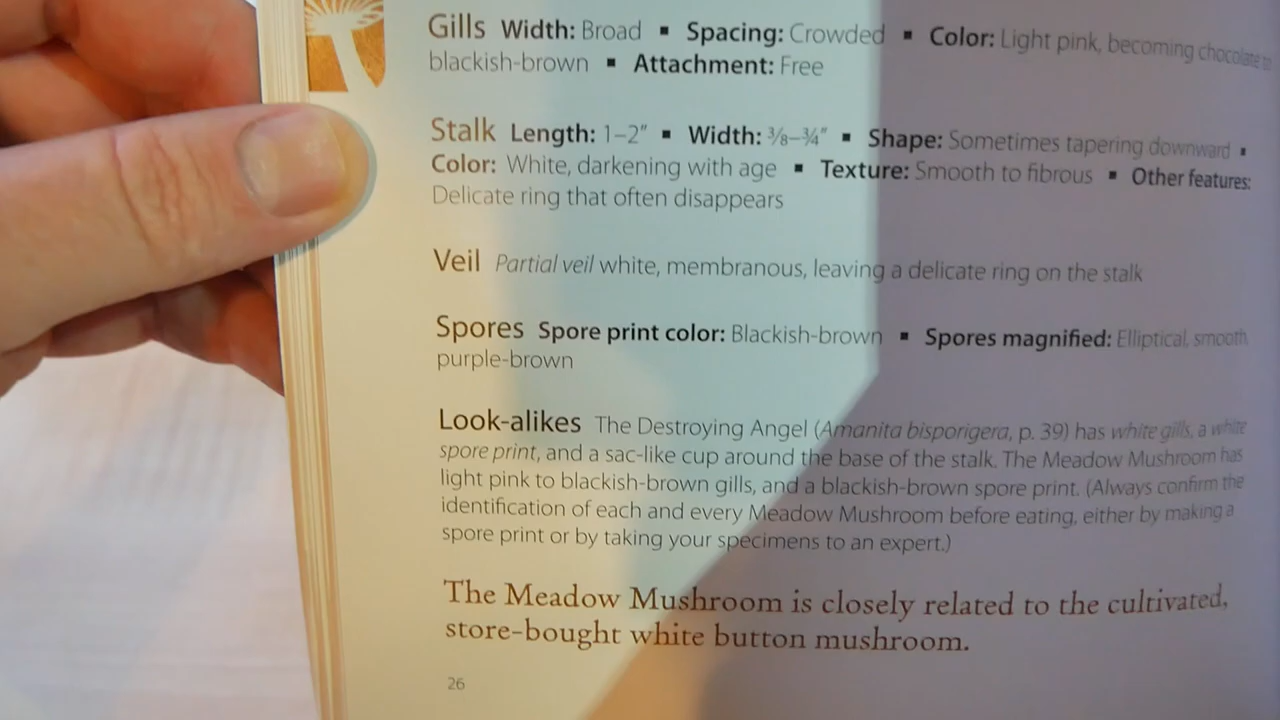 Gills Width: Broad ▪ Spacing: Crowded ▪ Color: Light pink, becoming chocolate to
blackish-brown ▪ Attachment: Free
Stalk Length: 1–2" ▪ Width: ⅜–¾" ▪ Shape: Sometimes tapering downward ▪
Color: White, darkening with age ▪ Texture: Smooth to fibrous ▪ Other features:
Delicate ring that often disappears
Veil Partial veil white, membranous, leaving a delicate ring on the stalk
Spores Spore print color: Blackish-brown ▪ Spores magnified: Elliptical, smooth,
purple-brown
Look-alikes The Destroying Angel (Amanita bisporigera, p. 39) has white gills, a white
spore print, and a sac-like cup around the base of the stalk. The Meadow Mushroom has
light pink to blackish-brown gills, and a blackish-brown spore print. (Always confirm the
identification of each and every Meadow Mushroom before eating, either by making a
spore print or by taking your specimens to an expert.)
The Meadow Mushroom is closely related to the cultivated,
store-bought white button mushroom.
26